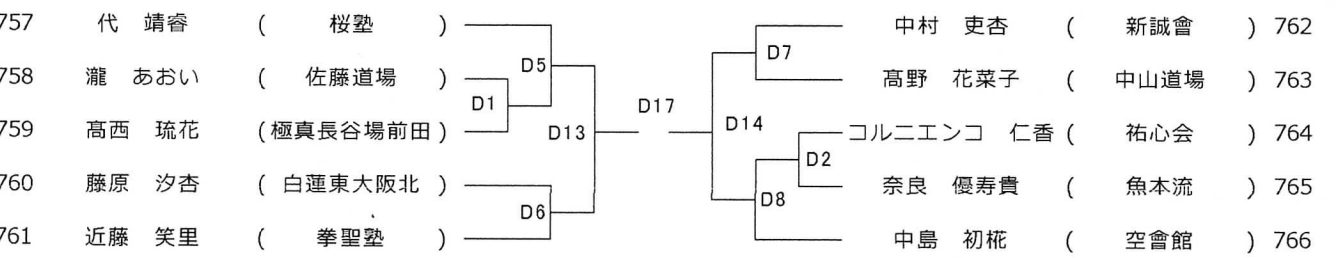 757 代 靖睿 ( 桜塾 ) 中村 吏杏 ( 新誠會 ) 762
D7
D5
758 瀧 あおい ( 佐藤道場 ) 髙野 花菜子 ( 中山道場 ) 763
D1 D17
D14
759 髙西 琉花 (極真長谷場前田) D13 コルニエンコ 仁香 ( 祐心会 ) 764
D2
760 藤原 汐杏 ( 白蓮東大阪北 ) 奈良 優寿貴 ( 魚本流 ) 765
D6 D8
761 近藤 笑里 ( 拳聖塾 ) 中島 初椛 ( 空會館 ) 766